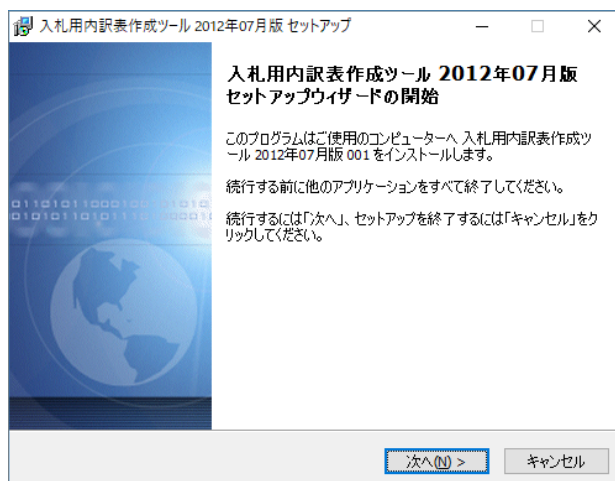 入札用内訳表作成ツール 2012年07月版 セットアップ
入札用内訳表作成ツール 2012年07月版
セットアップウィザードの開始
このプログラムはご使用のコンピューターへ 入札用内訳表作成ツ
ール 2012年07月版 001 をインストールします。
続行する前に他のアプリケーションをすべて終了してください。
続行するには「次へ」、セットアップを終了するには「キャンセル」をク
リックしてください。
次へ(N) >
キャンセル